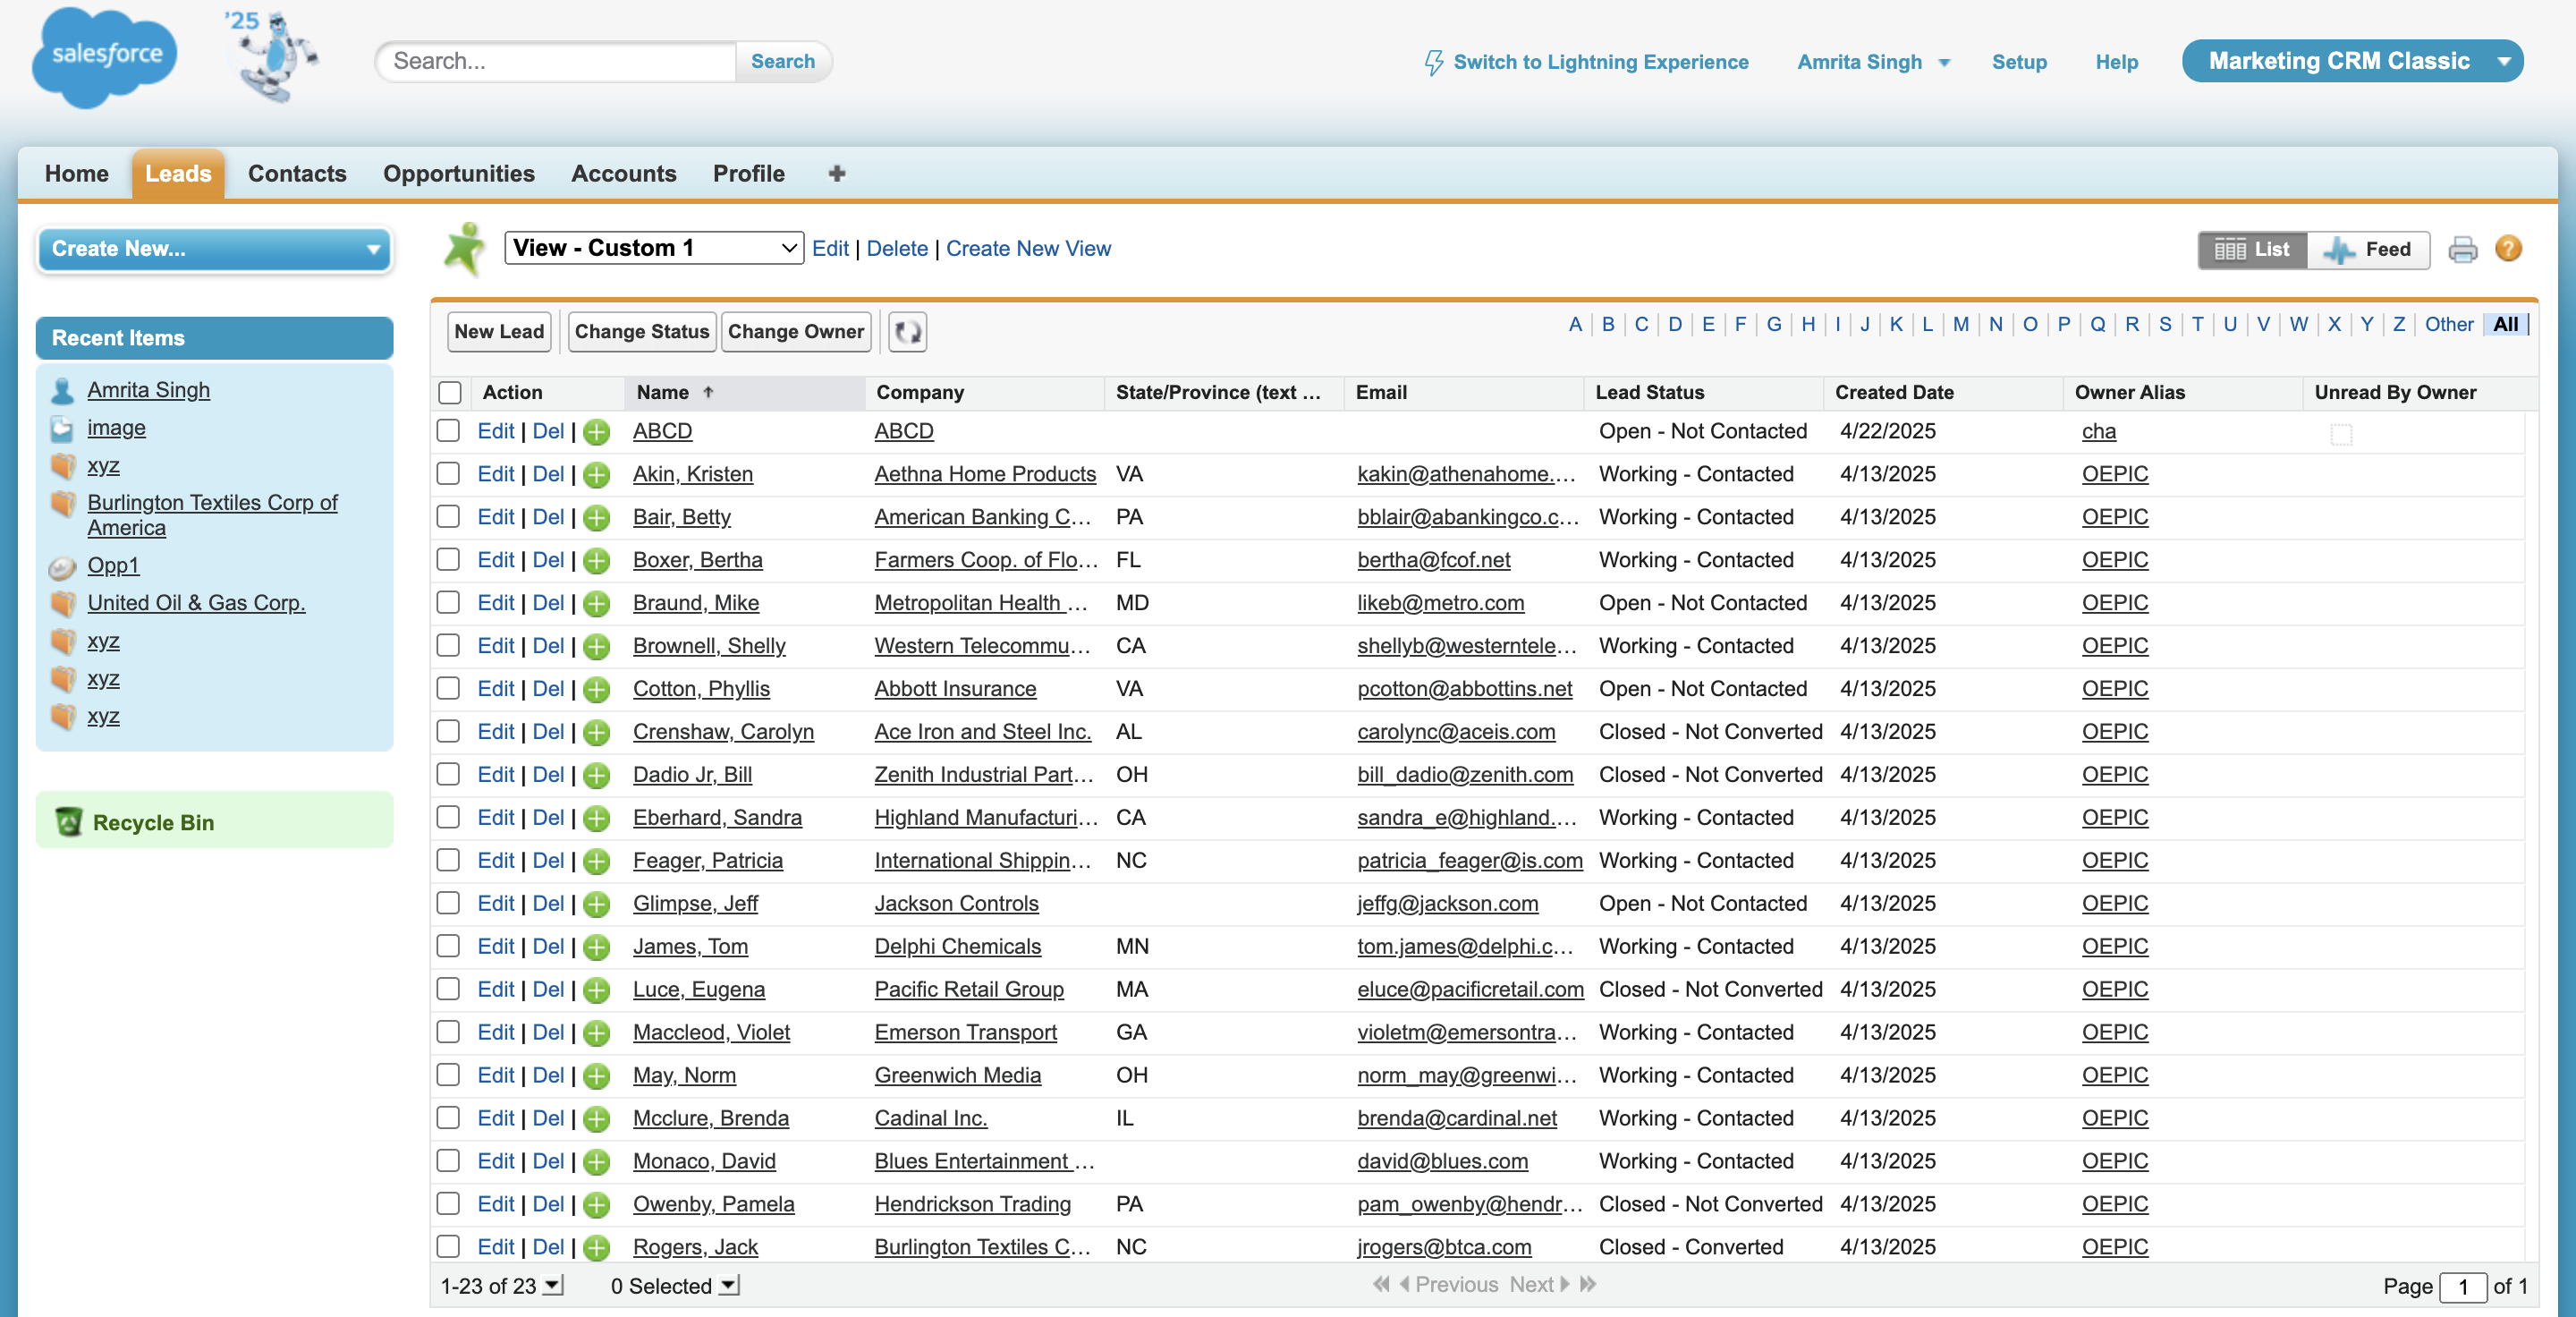 salesforce
'25
Search...
Search
Switch to Lightning Experience
Amrita Singh
Setup
Help
Marketing CRM Classic
Home
Leads
Contacts
Opportunities
Accounts
Profile
Create New...
View - Custom 1
Edit | Delete | Create New View
List
Feed
?
Recent Items
Amrita Singh
image
xyz
Burlington Textiles Corp of
America
Opp1
United Oil & Gas Corp.
xyz
xyz
xyz
Recycle Bin
New Lead
Change Status
Change Owner
A | B | C | D | E | F | G | H | I | J | K | L | M | N | O | P | Q | R | S | T | U | V | W | X | Y | Z | Other | All
Action Name Company State/Province (text ... Email Lead Status Created Date Owner Alias Unread By Owner
Edit | Del | ABCD ABCD Open - Not Contacted 4/22/2025 cha
Edit | Del | Akin, Kristen Aethna Home Products VA kakin@athenahome.... Working - Contacted 4/13/2025 OEPIC
Edit | Del | Bair, Betty American Banking C... PA bblair@abankingco.c... Working - Contacted 4/13/2025 OEPIC
Edit | Del | Boxer, Bertha Farmers Coop. of Flo... FL bertha@fcof.net Working - Contacted 4/13/2025 OEPIC
Edit | Del | Braund, Mike Metropolitan Health ... MD likeb@metro.com Open - Not Contacted 4/13/2025 OEPIC
Edit | Del | Brownell, Shelly Western Telecommu... CA shellyb@westerntele... Working - Contacted 4/13/2025 OEPIC
Edit | Del | Cotton, Phyllis Abbott Insurance VA pcotton@abbottins.net Open - Not Contacted 4/13/2025 OEPIC
Edit | Del | Crenshaw, Carolyn Ace Iron and Steel Inc. AL carolync@aceis.com Closed - Not Converted 4/13/2025 OEPIC
Edit | Del | Dadio Jr, Bill Zenith Industrial Part... OH bill_dadio@zenith.com Closed - Not Converted 4/13/2025 OEPIC
Edit | Del | Eberhard, Sandra Highland Manufacturi... CA sandra_e@highland.... Working - Contacted 4/13/2025 OEPIC
Edit | Del | Feager, Patricia International Shippin... NC patricia_feager@is.com Working - Contacted 4/13/2025 OEPIC
Edit | Del | Glimpse, Jeff Jackson Controls jeffg@jackson.com Open - Not Contacted 4/13/2025 OEPIC
Edit | Del | James, Tom Delphi Chemicals MN tom.james@delphi.c... Working - Contacted 4/13/2025 OEPIC
Edit | Del | Luce, Eugena Pacific Retail Group MA eluce@pacificretail.com Closed - Not Converted 4/13/2025 OEPIC
Edit | Del | Maccleod, Violet Emerson Transport GA violetm@emersontra... Working - Contacted 4/13/2025 OEPIC
Edit | Del | May, Norm Greenwich Media OH norm_may@greenwi... Working - Contacted 4/13/2025 OEPIC
Edit | Del | Mcclure, Brenda Cadinal Inc. IL brenda@cardinal.net Working - Contacted 4/13/2025 OEPIC
Edit | Del | Monaco, David Blues Entertainment ... david@blues.com Working - Contacted 4/13/2025 OEPIC
Edit | Del | Owenby, Pamela Hendrickson Trading PA pam_owenby@hendr... Closed - Not Converted 4/13/2025 OEPIC
Edit | Del | Rogers, Jack Burlington Textiles C... NC jrogers@btca.com Closed - Converted 4/13/2025 OEPIC
1-23 of 23
0 Selected
Previous Next
Page 1 of 1